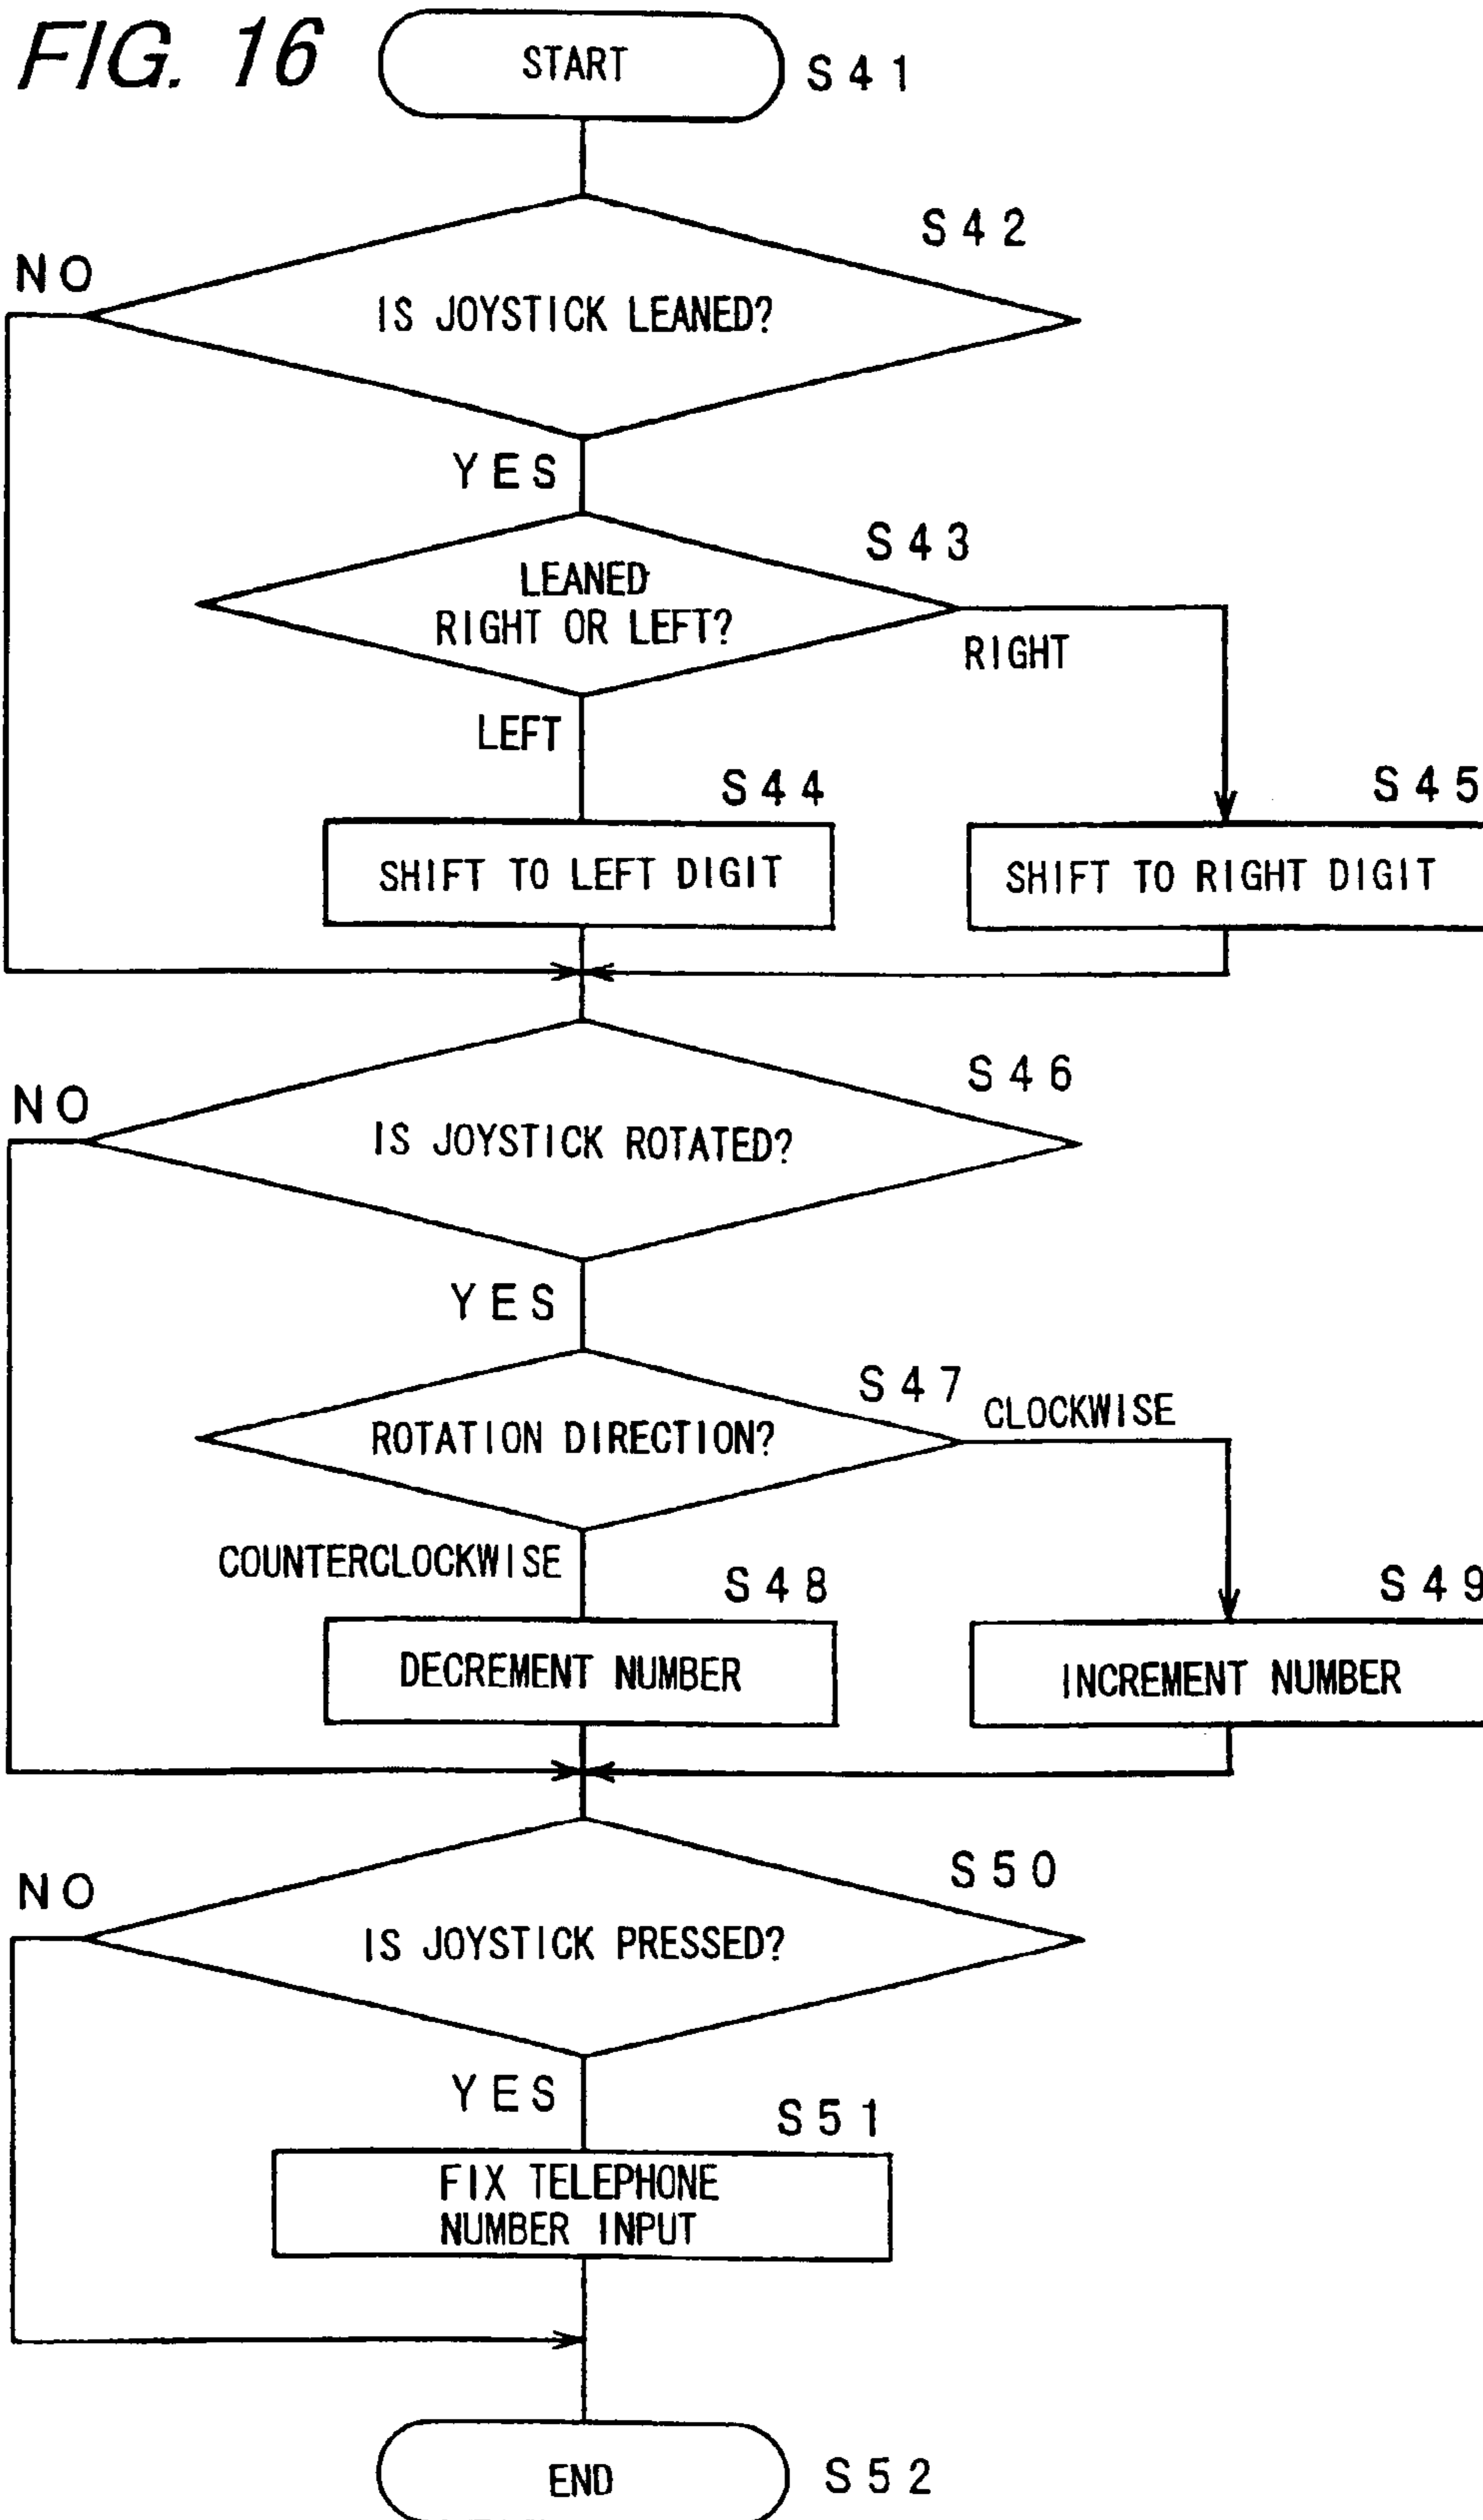 FIG. 16
START
S41
S42
NO
IS JOYSTICK LEANED?
YES
S43
LEANED
RIGHT OR LEFT?
RIGHT
LEFT
S44
S45
SHIFT TO LEFT DIGIT
SHIFT TO RIGHT DIGIT
S46
NO
IS JOYSTICK ROTATED?
YES
S47
CLOCKWISE
ROTATION DIRECTION?
COUNTERCLOCKWISE
S48
S49
DECREMENT NUMBER
INCREMENT NUMBER
S50
NO
IS JOYSTICK PRESSED?
YES
S51
FIX TELEPHONE
NUMBER INPUT
END
S52